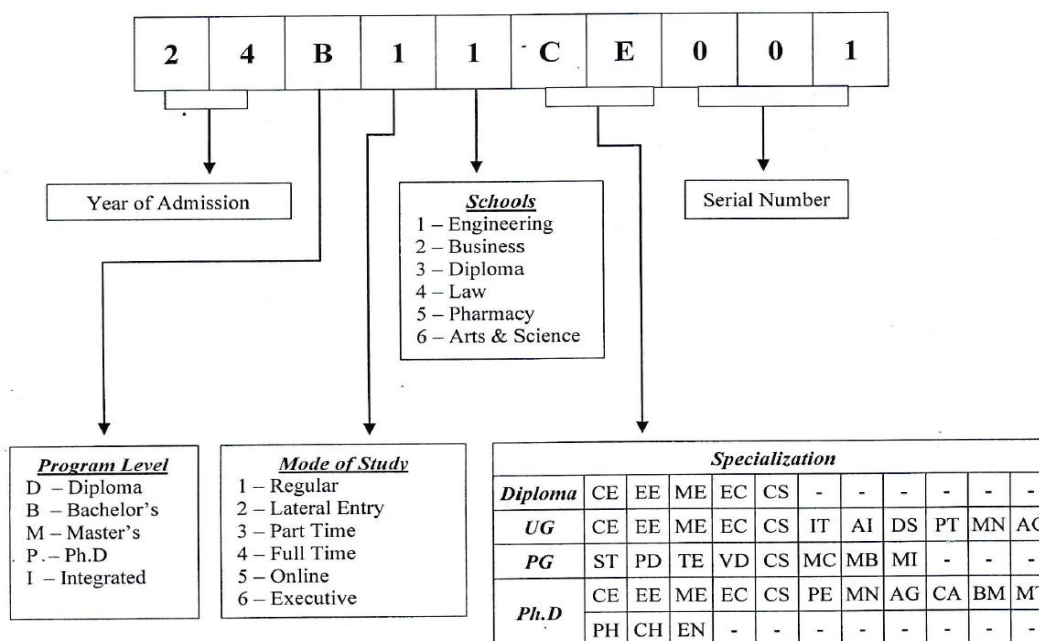 2 4 B 1 1 C E 0 0 1
Year of Admission
Schools
1 – Engineering
2 – Business
3 – Diploma
4 – Law
5 – Pharmacy
6 – Arts & Science
Serial Number
Program Level
D – Diploma
B – Bachelor's
M – Master's
P – Ph.D
I – Integrated
Mode of Study
1 – Regular
2 – Lateral Entry
3 – Part Time
4 – Full Time
5 – Online
6 – Executive
Specialization
Diploma CE EE ME EC CS - - - - - -
UG CE EE ME EC CS IT AI DS PT MN AG
PG ST PD TE VD CS MC MB MI - - -
Ph.D CE EE ME EC CS PE MN AG CA BM MT
PH CH EN - - - - - - - -